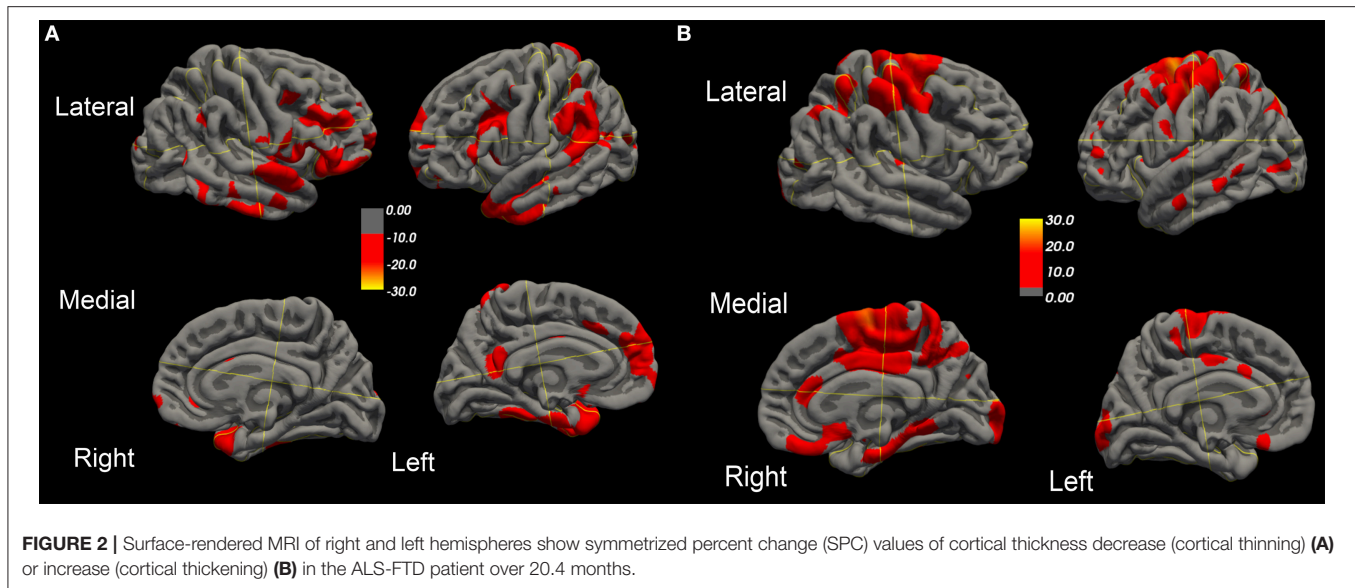 A
B
Lateral
Lateral
0.00
-10.0
-20.0
-30.0
30.0
20.0
10.0
0.00
Medial
Medial
Right
Left
Right
Left
FIGURE 2 | Surface-rendered MRI of right and left hemispheres show symmetrized percent change (SPC) values of cortical thickness decrease (cortical thinning) (A)
or increase (cortical thickening) (B) in the ALS-FTD patient over 20.4 months.